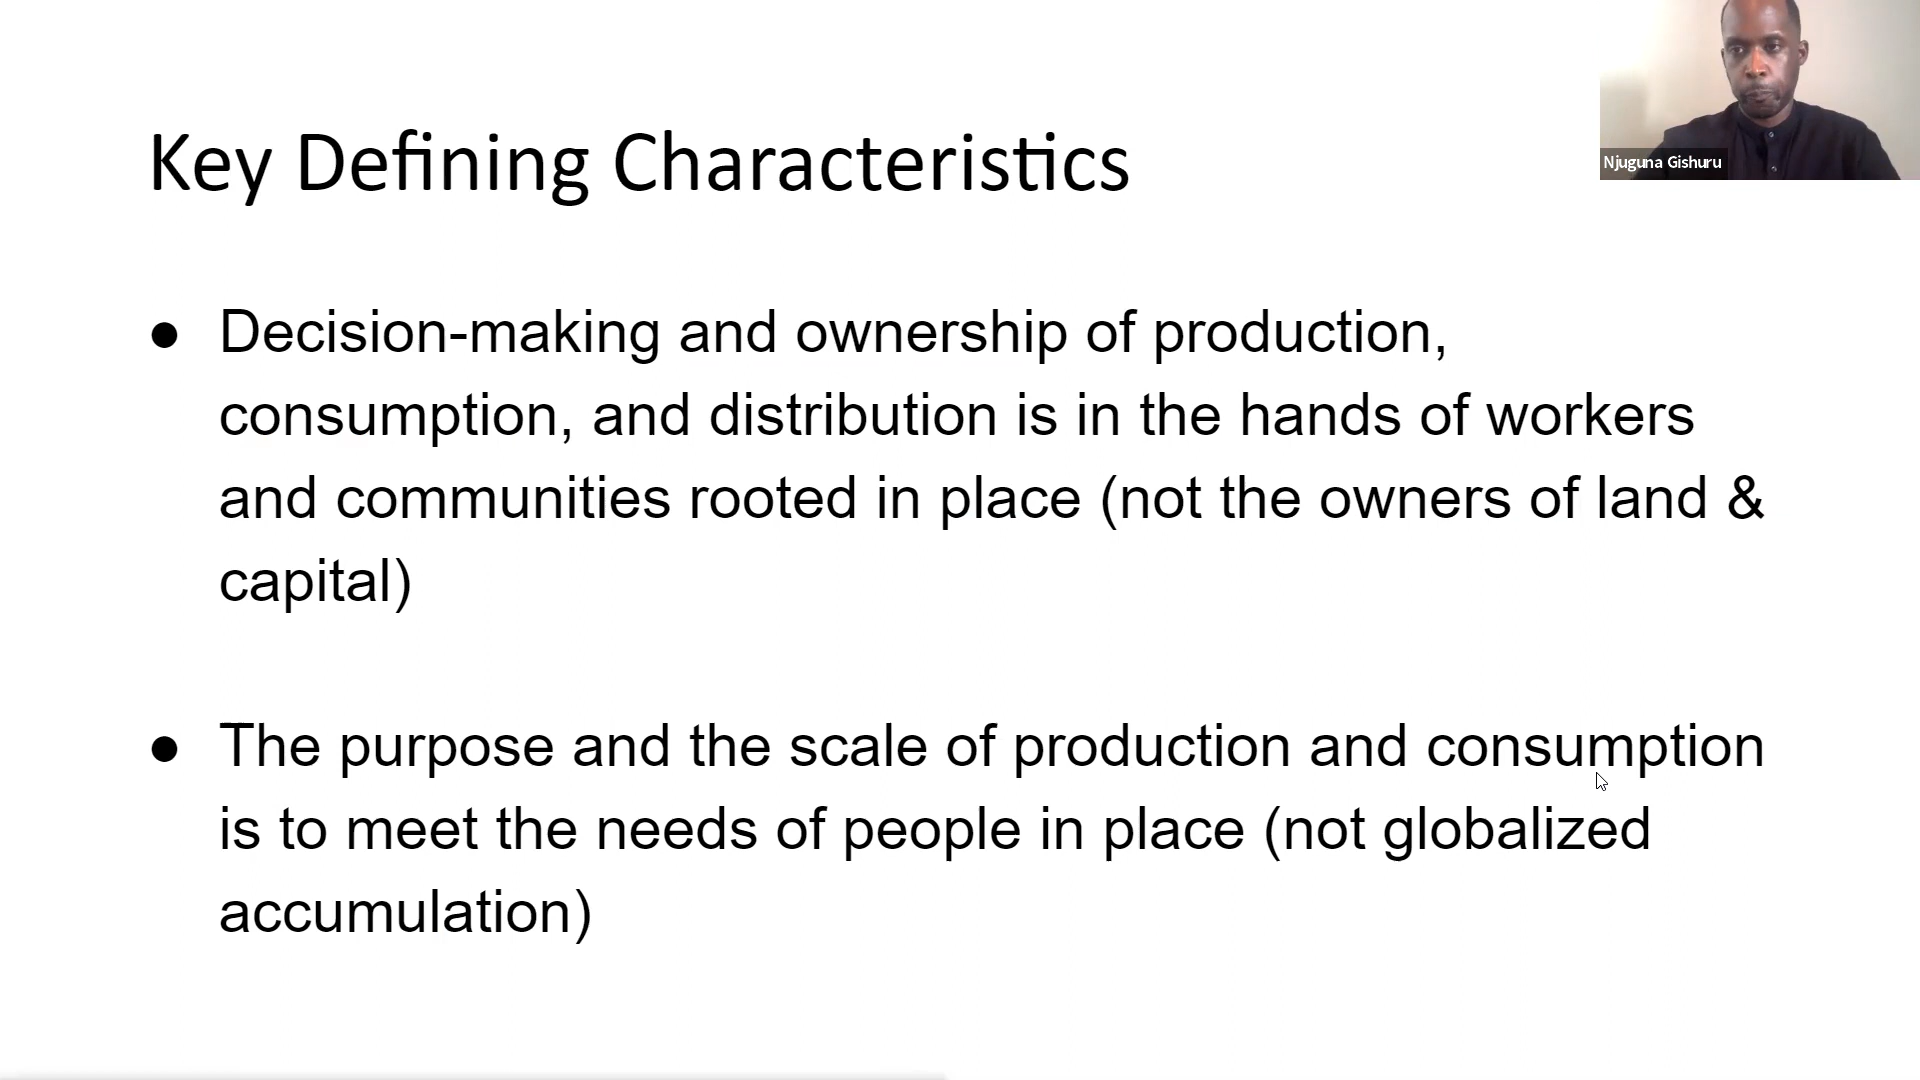 Njuguna Gishuru
Key Defining Characteristics
● Decision-making and ownership of production,
consumption, and distribution is in the hands of workers
and communities rooted in place (not the owners of land &
capital)
● The purpose and the scale of production and consumption
is to meet the needs of people in place (not globalized
accumulation)